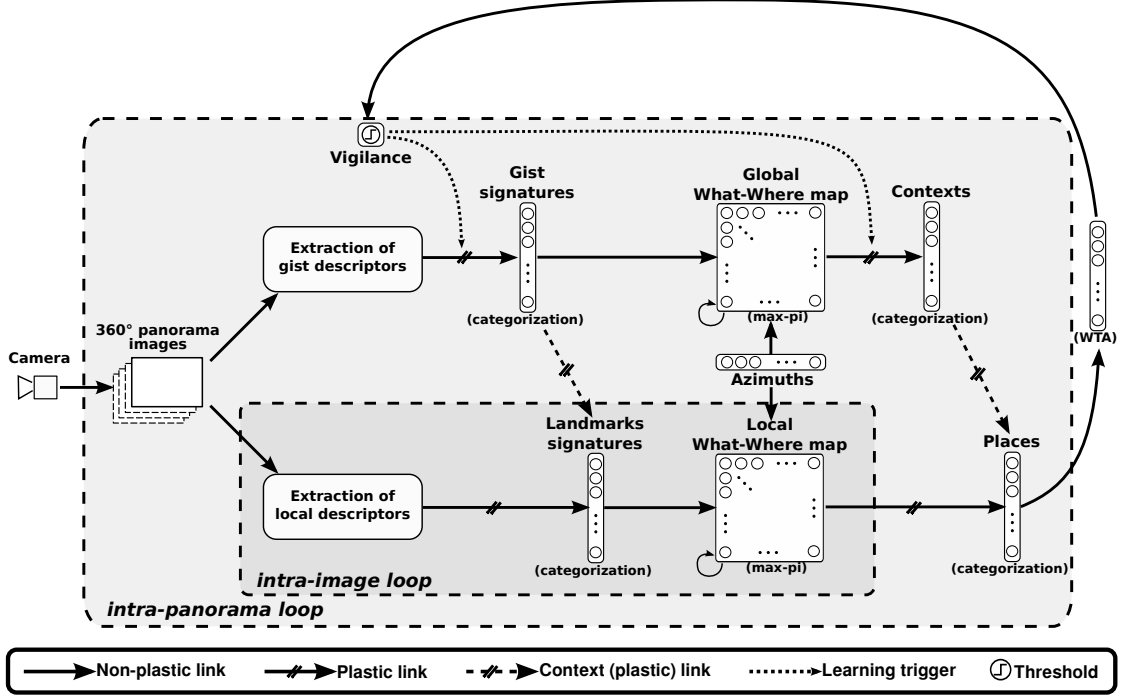 Vigilance
Gist
signatures
Global
What-Where map
Contexts
Extraction of
gist descriptors
(categorization)
(max-pi)
(categorization)
360° panorama
images
Camera
(WTA)
Azimuths
Landmarks
signatures
Local
What-Where map
Places
Extraction of
local descriptors
(categorization)
(max-pi)
(categorization)
intra-image loop
intra-panorama loop
Non-plastic link
Plastic link
Context (plastic) link
Learning trigger
Threshold